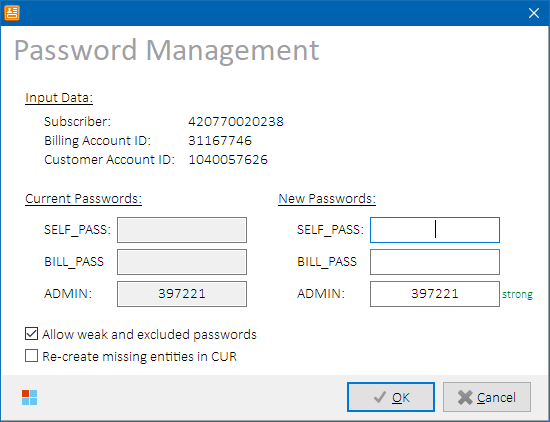 Password Management
Input Data:
Subscriber: 420770020238
Billing Account ID: 31167746
Customer Account ID: 1040057626
Current Passwords: New Passwords:
SELF_PASS: SELF_PASS:
BILL_PASS BILL_PASS
ADMIN: 397221 ADMIN: 397221 strong
Allow weak and excluded passwords
Re-create missing entities in CUR
OK Cancel